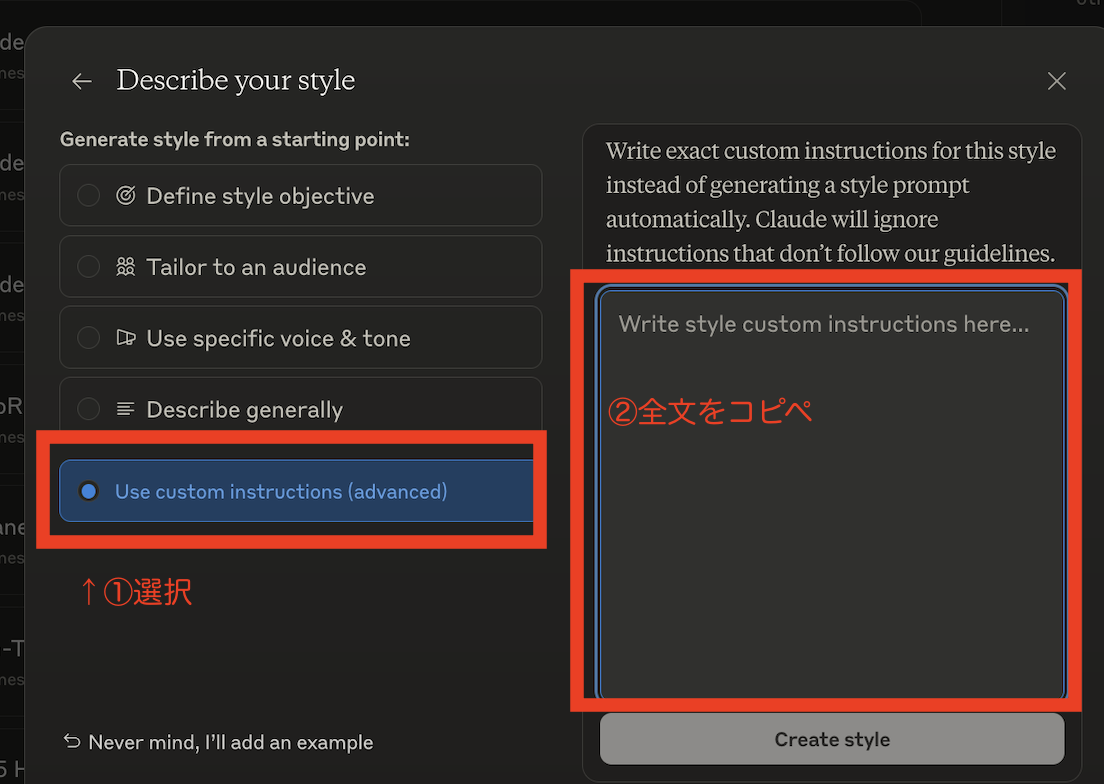 Describe your style
Generate style from a starting point:
Define style objective
Tailor to an audience
Use specific voice & tone
Describe generally
Use custom instructions (advanced)
↑①選択
Never mind, I’ll add an example
Write exact custom instructions for this style
instead of generating a style prompt
automatically. Claude will ignore
instructions that don’t follow our guidelines.
Write style custom instructions here...
②全文をコピペ
Create style